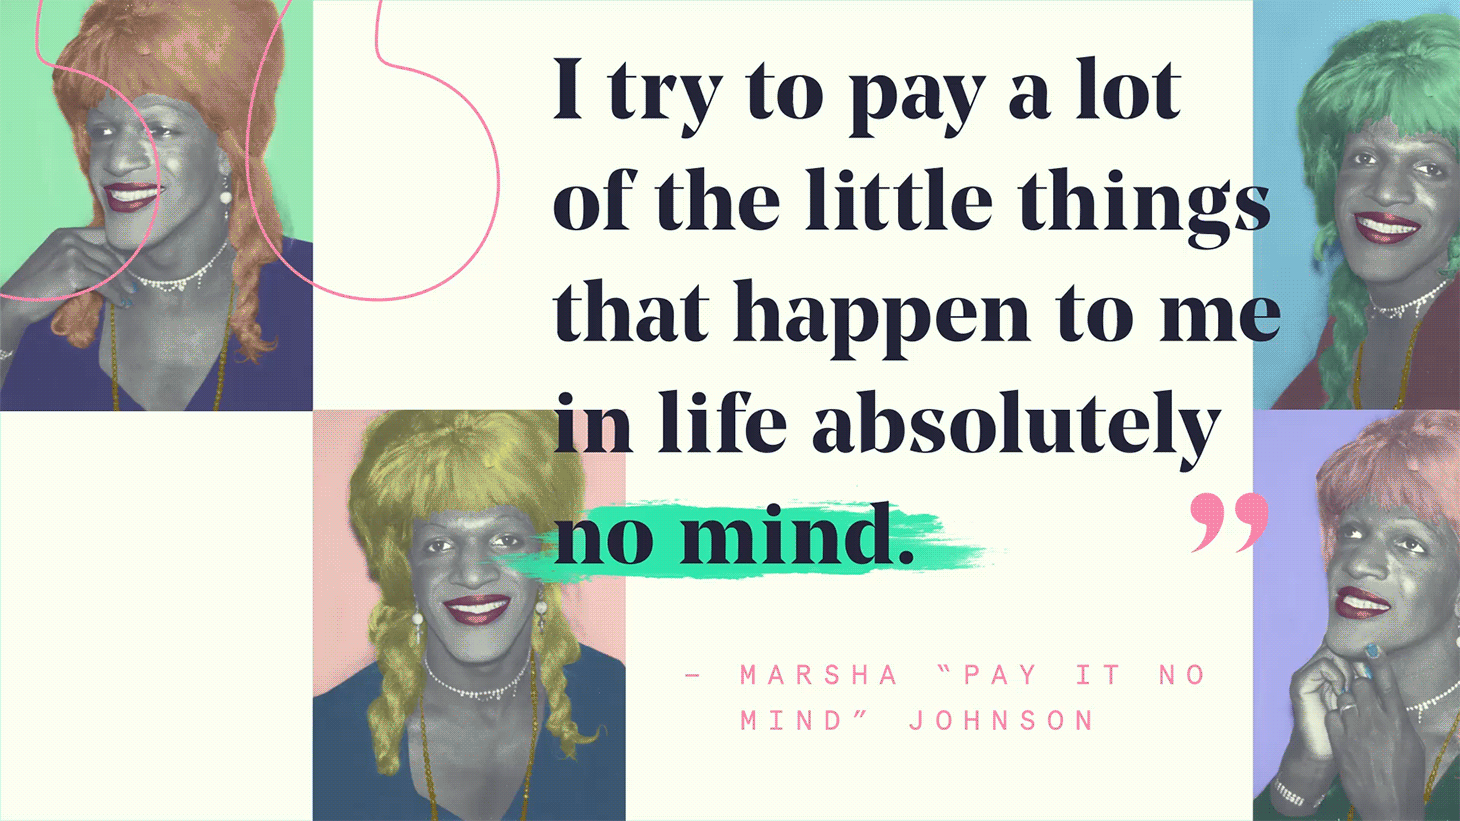 I try to pay a lot
of the little things
that happen to me
in life absolutely
no mind.”
– MARSHA “PAY IT NO
MIND” JOHNSON